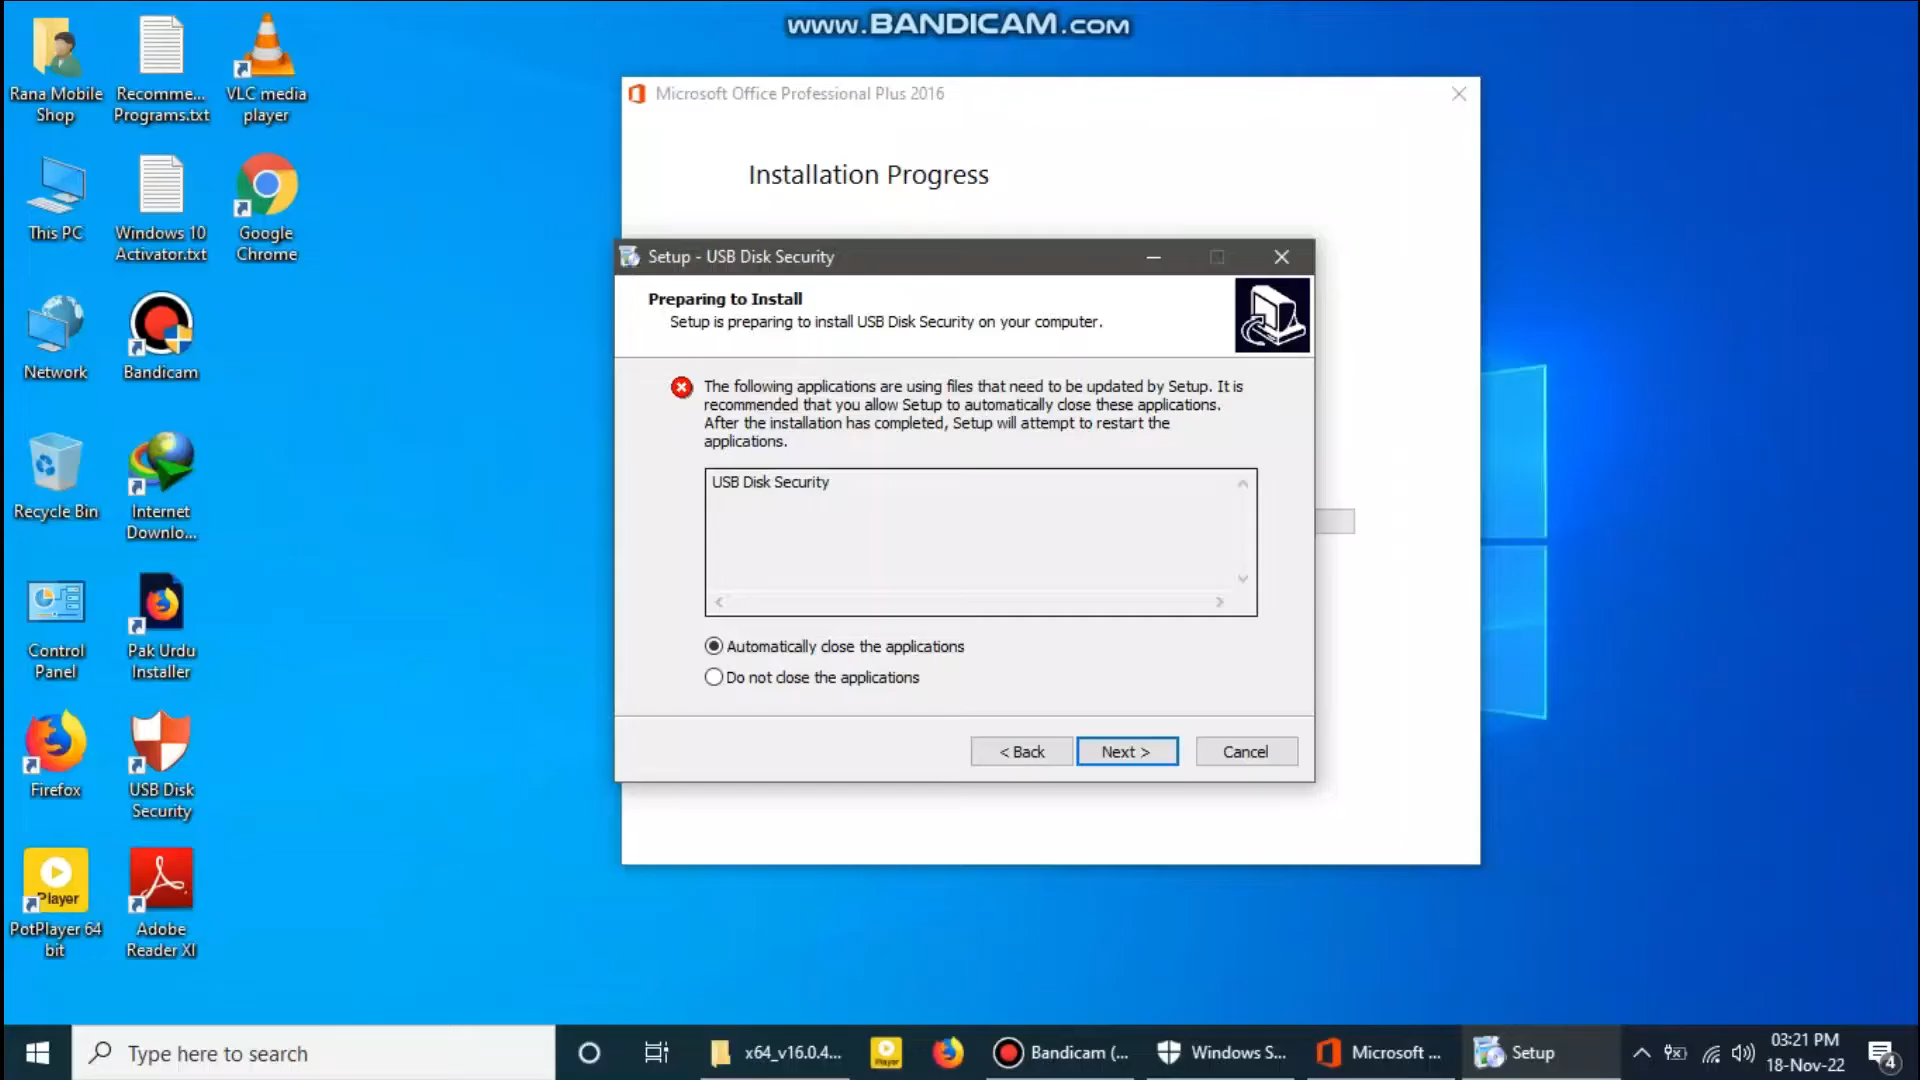 www.BANDICAM.com
Rana Mobile
Shop
Recomme...
Programs.txt
VLC media
player
This PC
Windows 10
Activator.txt
Google
Chrome
Network
Bandicam
Recycle Bin
Internet
Downlo...
Control
Panel
Pak Urdu
Installer
Firefox
USB Disk
Security
Player
PotPlayer 64
bit
Adobe
Reader XI
Microsoft Office Professional Plus 2016
Installation Progress
Setup - USB Disk Security
Preparing to Install
Setup is preparing to install USB Disk Security on your computer.
The following applications are using files that need to be updated by Setup. It is
recommended that you allow Setup to automatically close these applications.
After the installation has completed, Setup will attempt to restart the
applications.
USB Disk Security
Automatically close the applications
Do not close the applications
< Back
Next >
Cancel
Type here to search
x64_v16.0.4...
Player
Bandicam (...
Windows S...
Microsoft ...
Setup
03:21 PM
18-Nov-22
4